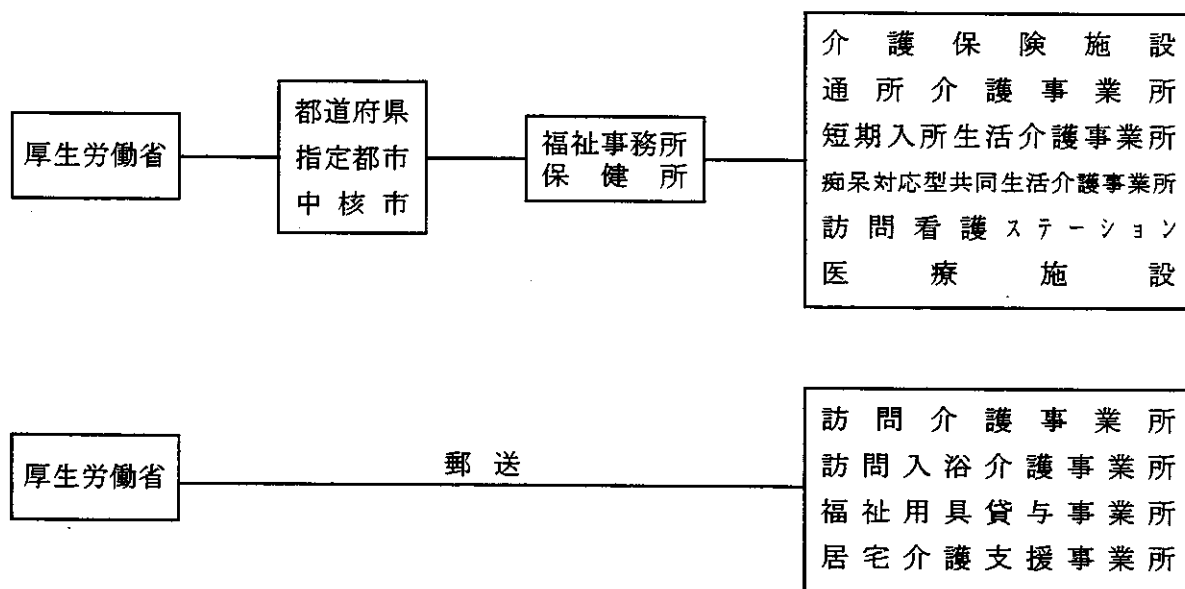 厚生労働省
都道府県
指定都市
中核市
福祉事務所
保健所
介護保険施設
通所介護事業所
短期入所生活介護事業所
痴呆対応型共同生活介護事業所
訪問看護ステーション
医療施設
厚生労働省
郵送
訪問介護事業所
訪問入浴介護事業所
福祉用具貸与事業所
居宅介護支援事業所